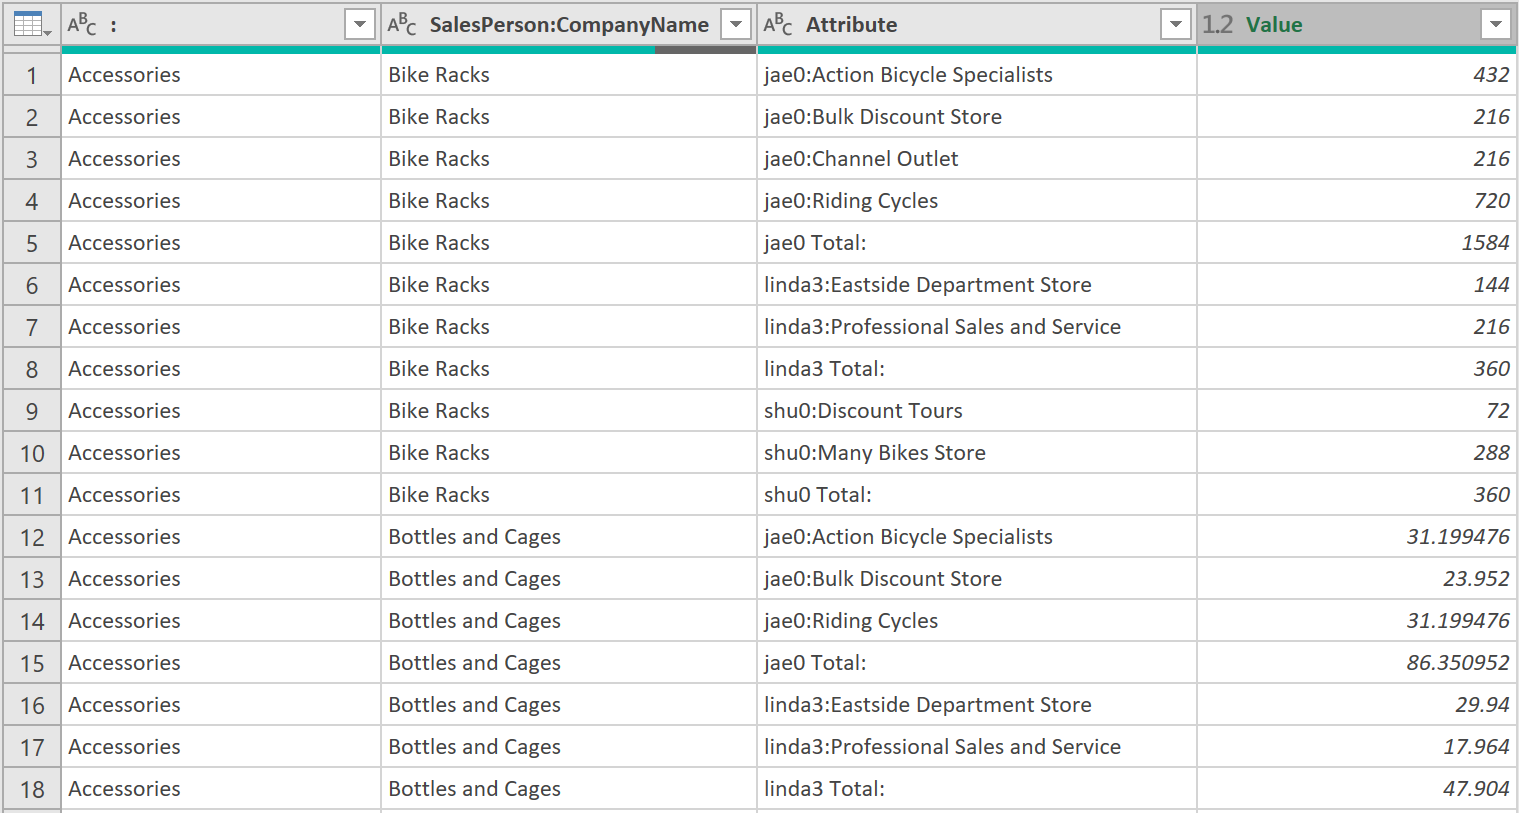 ABC : ABC SalesPerson:CompanyName ABC Attribute 1.2 Value
1 Accessories Bike Racks jae0:Action Bicycle Specialists 432
2 Accessories Bike Racks jae0:Bulk Discount Store 216
3 Accessories Bike Racks jae0:Channel Outlet 216
4 Accessories Bike Racks jae0:Riding Cycles 720
5 Accessories Bike Racks jae0 Total: 1584
6 Accessories Bike Racks linda3:Eastside Department Store 144
7 Accessories Bike Racks linda3:Professional Sales and Service 216
8 Accessories Bike Racks linda3 Total: 360
9 Accessories Bike Racks shu0:Discount Tours 72
10 Accessories Bike Racks shu0:Many Bikes Store 288
11 Accessories Bike Racks shu0 Total: 360
12 Accessories Bottles and Cages jae0:Action Bicycle Specialists 31.199476
13 Accessories Bottles and Cages jae0:Bulk Discount Store 23.952
14 Accessories Bottles and Cages jae0:Riding Cycles 31.199476
15 Accessories Bottles and Cages jae0 Total: 86.350952
16 Accessories Bottles and Cages linda3:Eastside Department Store 29.94
17 Accessories Bottles and Cages linda3:Professional Sales and Service 17.964
18 Accessories Bottles and Cages linda3 Total: 47.904